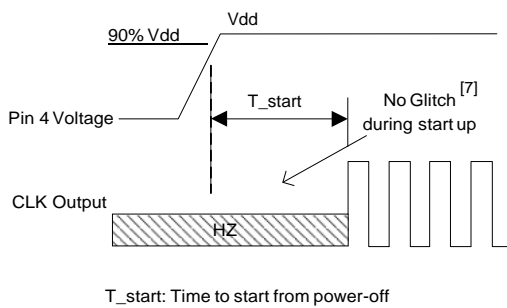 Vdd
90% Vdd
T_start
No Glitch [7]
during start up
Pin 4 Voltage
CLK Output
HZ
T_start: Time to start from power-off